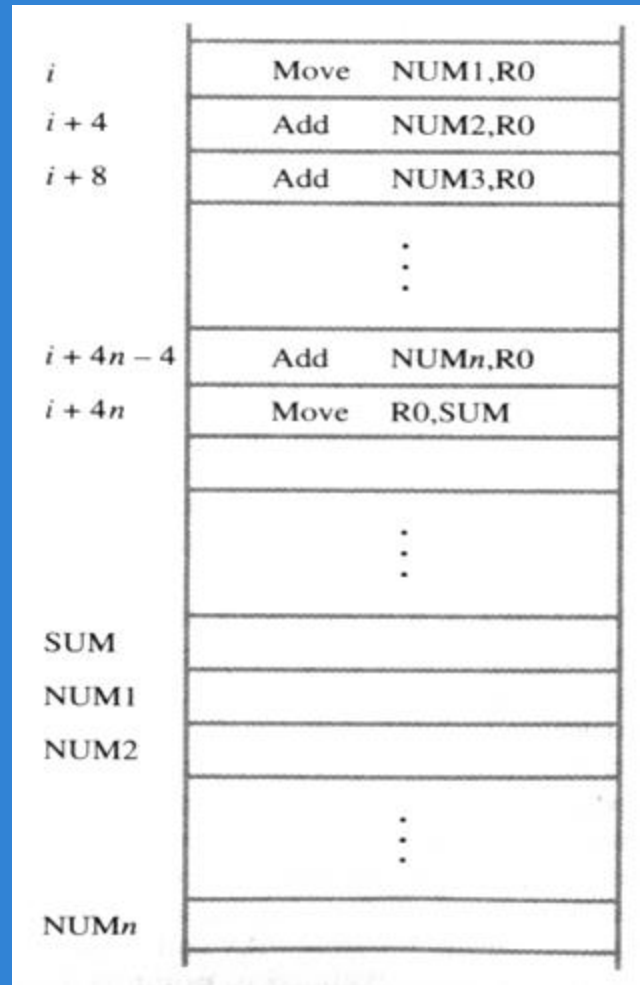 i Move NUM1,R0
i + 4 Add NUM2,R0
i + 8 Add NUM3,R0
⋮
i + 4n – 4 Add NUMn,R0
i + 4n Move R0,SUM
⋮
SUM
NUM1
NUM2
⋮
NUMn